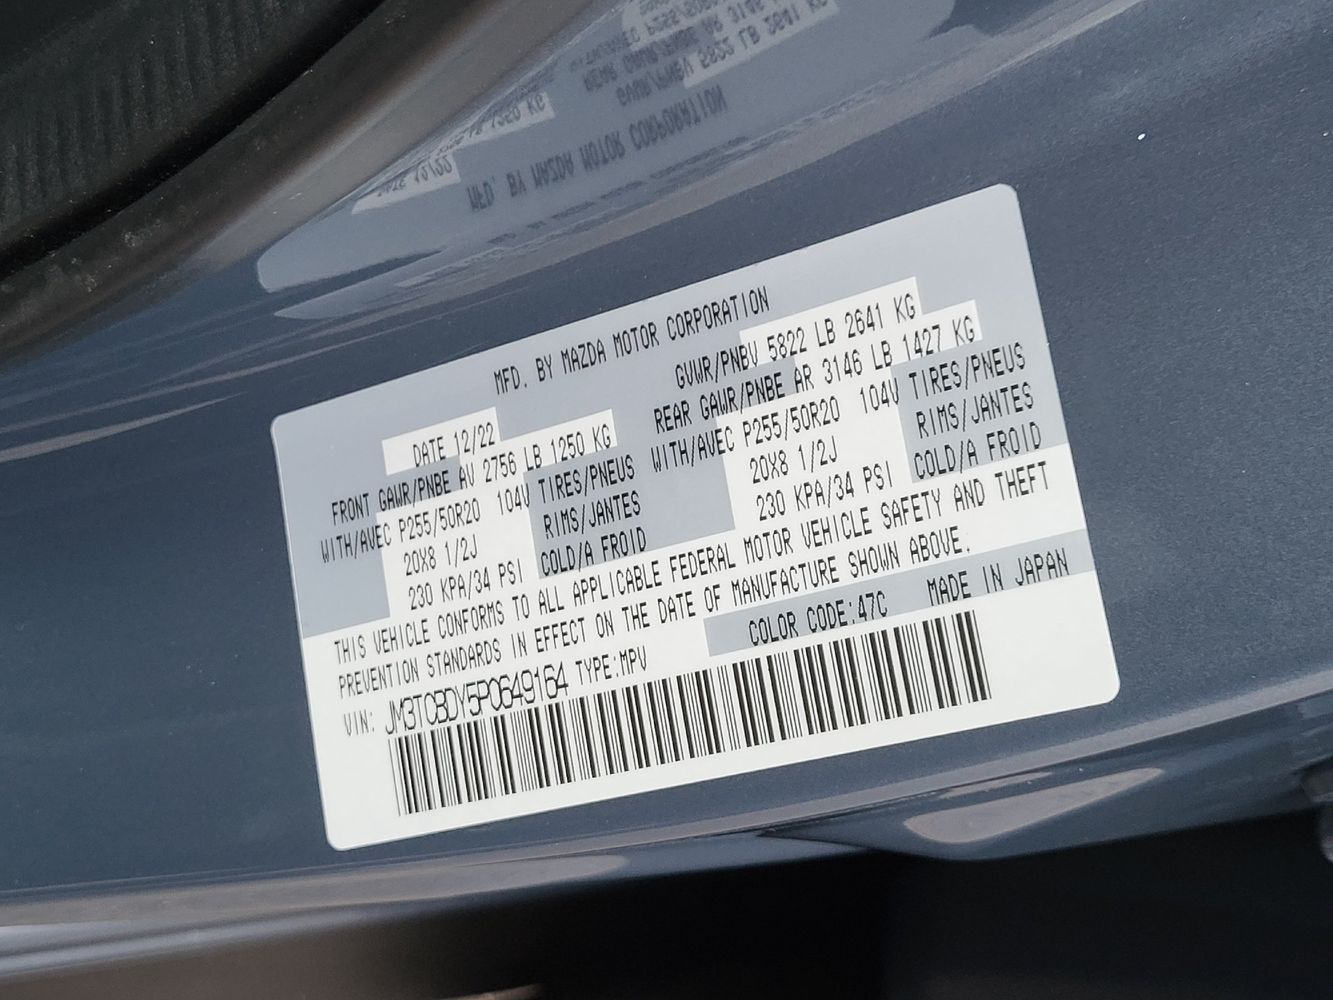 MFD. BY MAZDA MOTOR CORPORATION
DATE 12/22
GVWR/PNBV 5822 LB 2641 KG
FRONT GAWR/PNBE AV 2756 LB 1250 KG
REAR GAWR/PNBE AR 3146 LB 1427 KG
WITH/AVEC P255/50R20 104V TIRES/PNEUS
WITH/AVEC P255/50R20 104V TIRES/PNEUS
20X8 1/2J RIMS/JANTES
20X8 1/2J RIMS/JANTES
230 KPA/34 PSI COLD/A FROID
230 KPA/34 PSI COLD/A FROID
THIS VEHICLE CONFORMS TO ALL APPLICABLE FEDERAL MOTOR VEHICLE SAFETY AND THEFT
PREVENTION STANDARDS IN EFFECT ON THE DATE OF MANUFACTURE SHOWN ABOVE.
VIN: JM3TCBDY5P0649164 TYPE:MPV
COLOR CODE:47C MADE IN JAPAN